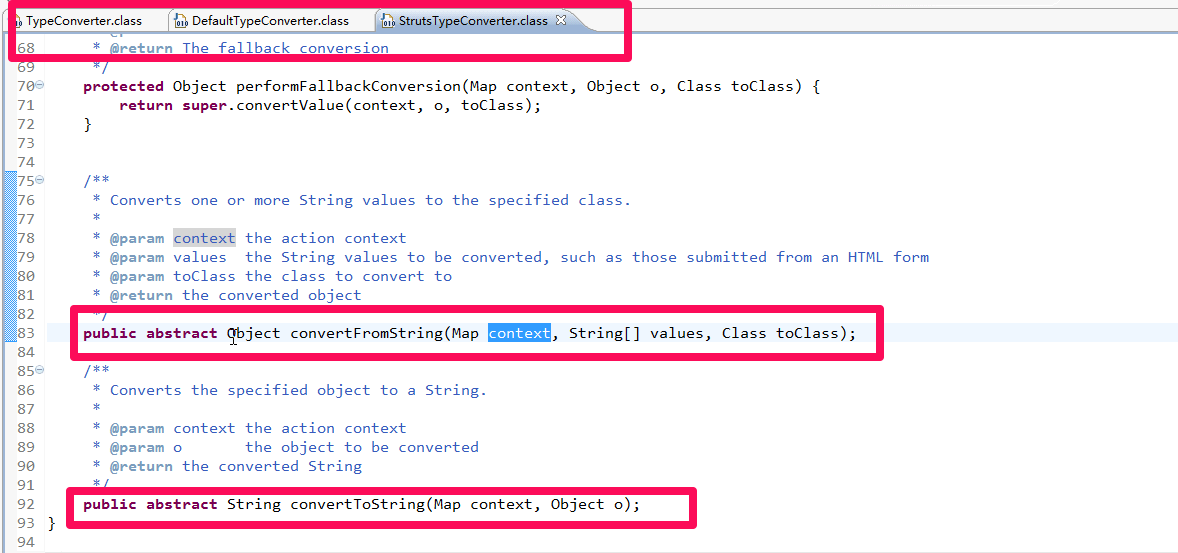 TypeConverter.class DefaultTypeConverter.class StrutsTypeConverter.class
68 * @return The fallback conversion
69 */
70 protected Object performFallbackConversion(Map context, Object o, Class toClass) {
71 return super.convertValue(context, o, toClass);
72 }
73
74
75 /**
76 * Converts one or more String values to the specified class.
77 *
78 * @param context the action context
79 * @param values the String values to be converted, such as those submitted from an HTML form
80 * @param toClass the class to convert to
81 * @return the converted object
82 */
83 public abstract Object convertFromString(Map context, String[] values, Class toClass);
84
85 /**
86 * Converts the specified object to a String.
87 *
88 * @param context the action context
89 * @param o the object to be converted
90 * @return the converted String
91 */
92 public abstract String convertToString(Map context, Object o);
93 }
94